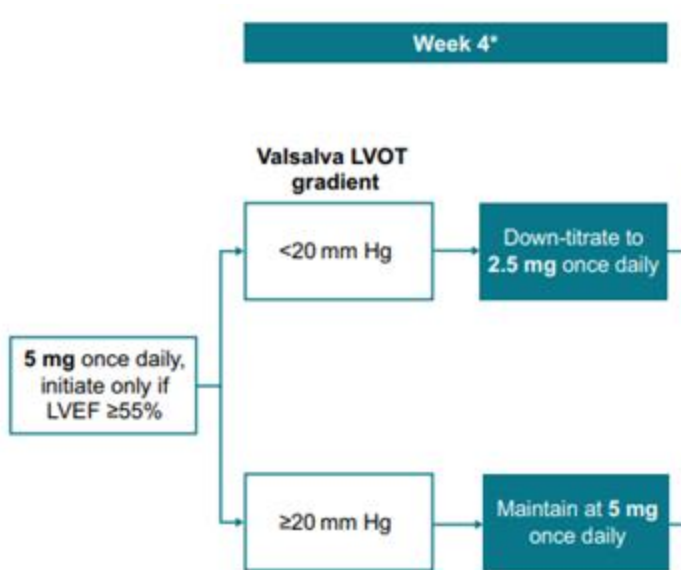 Week 4*
Valsalva LVOT
gradient
<20 mm Hg
Down-titrate to
2.5 mg once daily
5 mg once daily,
initiate only if
LVEF ≥55%
≥20 mm Hg
Maintain at 5 mg
once daily